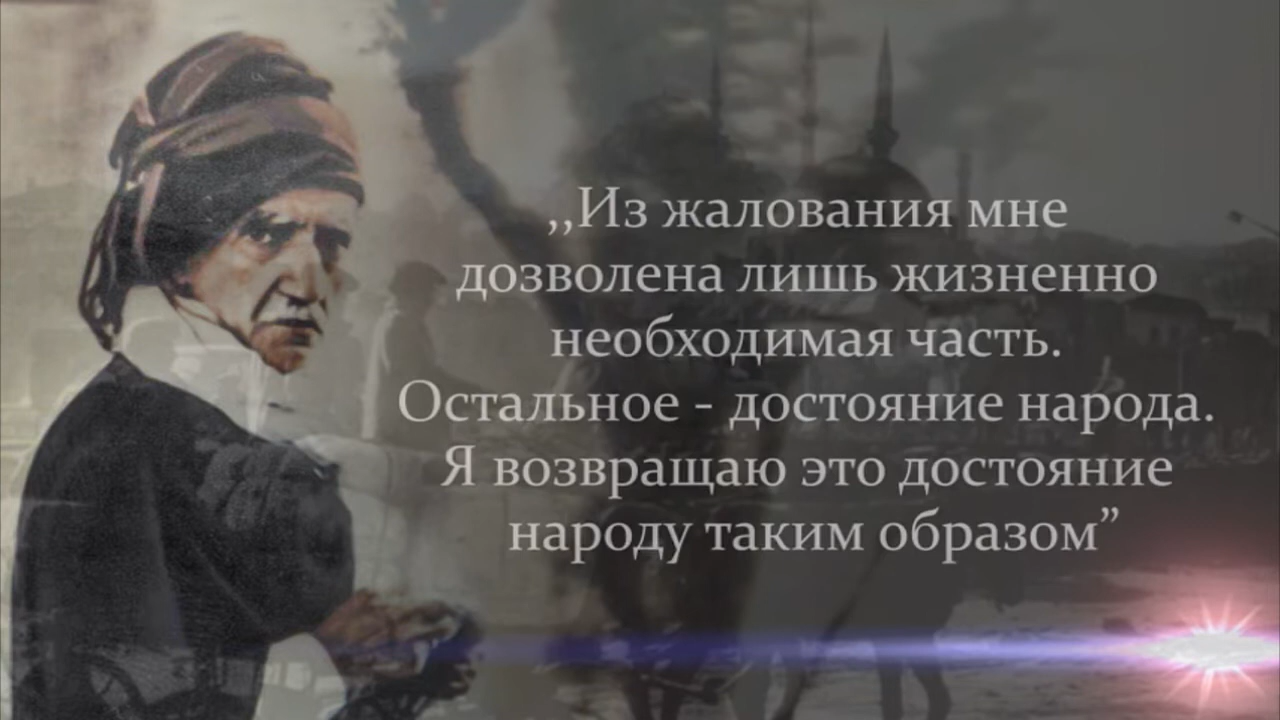 ,,Из жалования мне
дозволена лишь жизненно
необходимая часть.
Остальное - достояние народа.
Я возвращаю это достояние
народу таким образом”